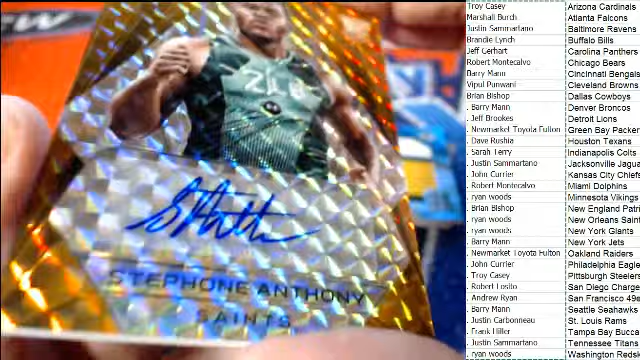 STEPHONE ANTHONY
SAINTS
Troy Casey Arizona Cardinals
Marshall Burch Atlanta Falcons
Justin Sammartano Baltimore Ravens
Brandie Lynch Buffalo Bills
Jeff Gerhart Carolina Panthers
Robert Montecalvo Chicago Bears
Barry Mann Cincinnati Bengals
Vipul Punwani Cleveland Browns
Brian Bishop Dallas Cowboys
. Barry Mann Denver Broncos
. Jeff Brookes Detroit Lions
. Newmarket Toyota Fulton Green Bay Packer
. Dave Rushia Houston Texans
. Sarah Terry Indianapolis Colts
. Justin Sammartano Jacksonville Jagua
. John Currier Kansas City Chiefs
. Robert Montecalvo Miami Dolphins
. ryan woods Minnesota Vikings
. Brian Bishop New England Patri
. ryan woods New Orleans Saint
. ryan woods New York Giants
. Barry Mann New York Jets
. Newmarket Toyota Fulton Oakland Raiders
. John Currier Philadelphia Eagle
. Troy Casey Pittsburgh Steelers
. Robert Losito San Diego Charge
. Andrew Ryan San Francisco 49e
. Barry Mann Seattle Seahawks
. Justin Carbonneau St. Louis Rams
. Frank Hiller Tampa Bay Bucca
. Justin Sammartano Tennessee Titans
. ryan woods Washington Redsk